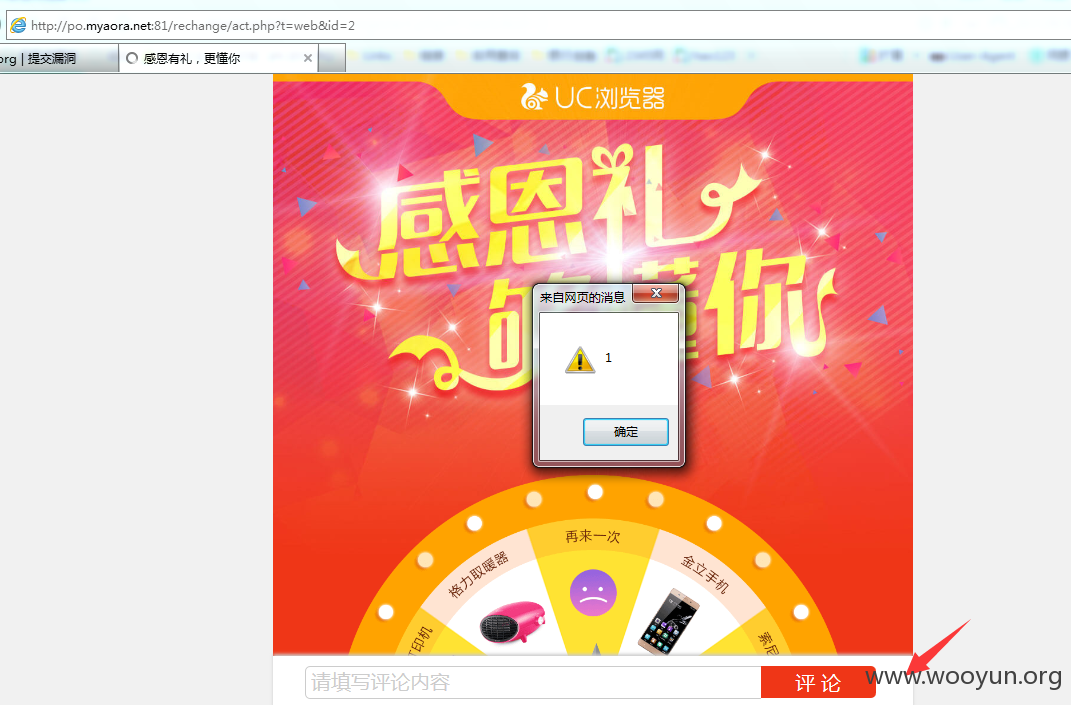 http://po.myaora.net:81/rechange/act.php?t=web&id=2
org | 提交漏洞
感恩有礼，更懂你
UC浏览器
感恩礼
的 懂你
来自网页的消息
1
确定
再来一次
格力取暖器
金立手机
打印机
索尼
请填写评论内容
评 论
www.wooyun.org